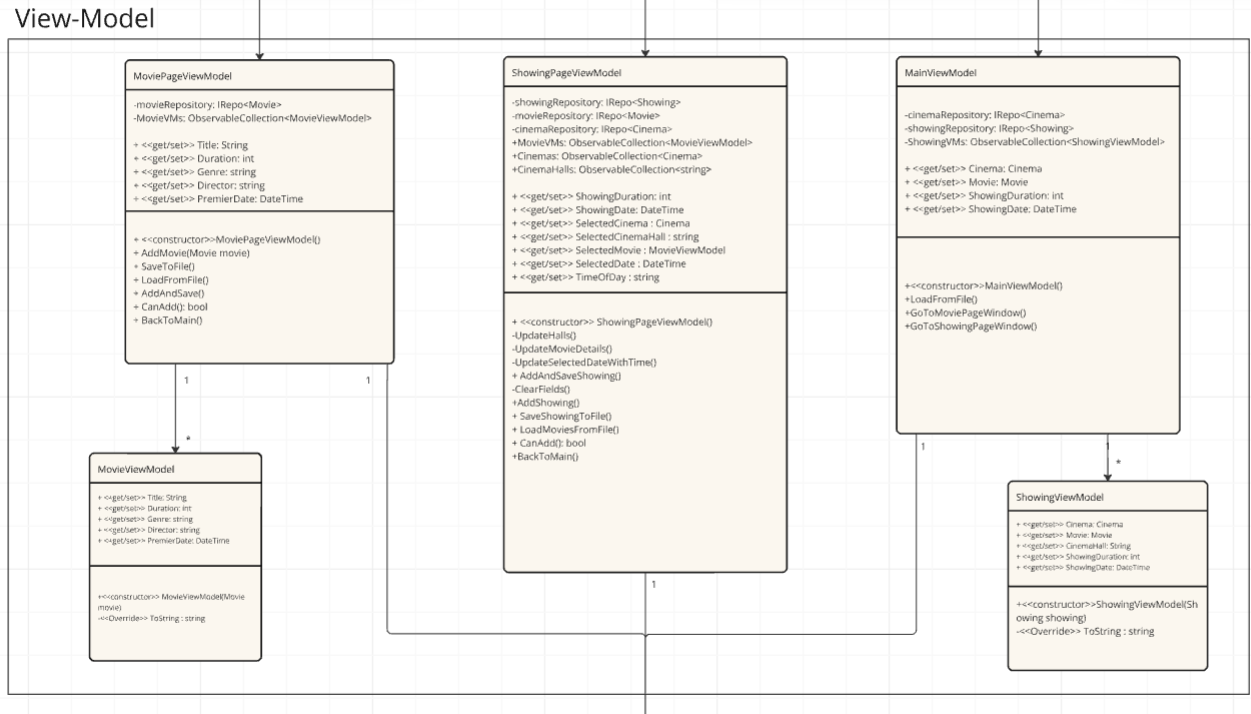 View-Model
MoviePageViewModel
-movieRepository: IRepo<Movie>
-MovieVMs: ObservableCollection<MovieViewModel>
+ <<get/set>> Title: String
+ <<get/set>> Duration: int
+ <<get/set>> Genre: string
+ <<get/set>> Director: string
+ <<get/set>> PremierDate: DateTime
+ <<constructor>>MoviePageViewModel()
+ AddMovie(Movie movie)
+ SaveToFile()
+ LoadFromFile()
+ AddAndSave()
+ CanAdd(): bool
+ BackToMain()
1
1
*
MovieViewModel
+ <<get/set>> Title: String
+ <<get/set>> Duration: int
+ <<get/set>> Genre: string
+ <<get/set>> Director: string
+ <<get/set>> PremierDate: DateTime
+<<constructor>> MovieViewModel(Movie
movie)
-<<Override>> ToString : string
ShowingPageViewModel
-showingRepository: IRepo<Showing>
-movieRepository: IRepo<Movie>
-cinemaRepository: IRepo<Cinema>
+MovieVMs: ObservableCollection<MovieViewModel>
+Cinemas: ObservableCollection<Cinema>
+CinemaHalls: ObservableCollection<string>
+ <<get/set>> ShowingDuration: int
+ <<get/set>> ShowingDate: DateTime
+ <<get/set>> SelectedCinema : Cinema
+ <<get/set>> SelectedCinemaHall : string
+ <<get/set>> SelectedMovie : MovieViewModel
+ <<get/set>> SelectedDate : DateTime
+ <<get/set>> TimeOfDay : string
+ <<constructor>> ShowingPageViewModel()
-UpdateHalls()
-UpdateMovieDetails()
-UpdateSelectedDateWithTime()
+ AddAndSaveShowing()
-ClearFields()
+AddShowing()
+ SaveShowingToFile()
+ LoadMoviesFromFile()
+ CanAdd(): bool
+BackToMain()
1
MainViewModel
-cinemaRepository: IRepo<Cinema>
-showingRepository: IRepo<Showing>
-ShowingVMs: ObservableCollection<ShowingViewModel>
+ <<get/set>> Cinema: Cinema
+ <<get/set>> Movie: Movie
+ <<get/set>> ShowingDuration: int
+ <<get/set>> ShowingDate: DateTime
+<<constructor>>MainViewModel()
+LoadFromFile()
+GoToMoviePageWindow()
+GoToShowingPageWindow()
1
1
*
ShowingViewModel
+ <<get/set>> Cinema: Cinema
+ <<get/set>> Movie: Movie
+ <<get/set>> CinemaHall: String
+ <<get/set>> ShowingDuration: int
+ <<get/set>> ShowingDate: DateTime
+<<constructor>>ShowingViewModel(Sh
owing showing)
-<<Override>> ToString : string